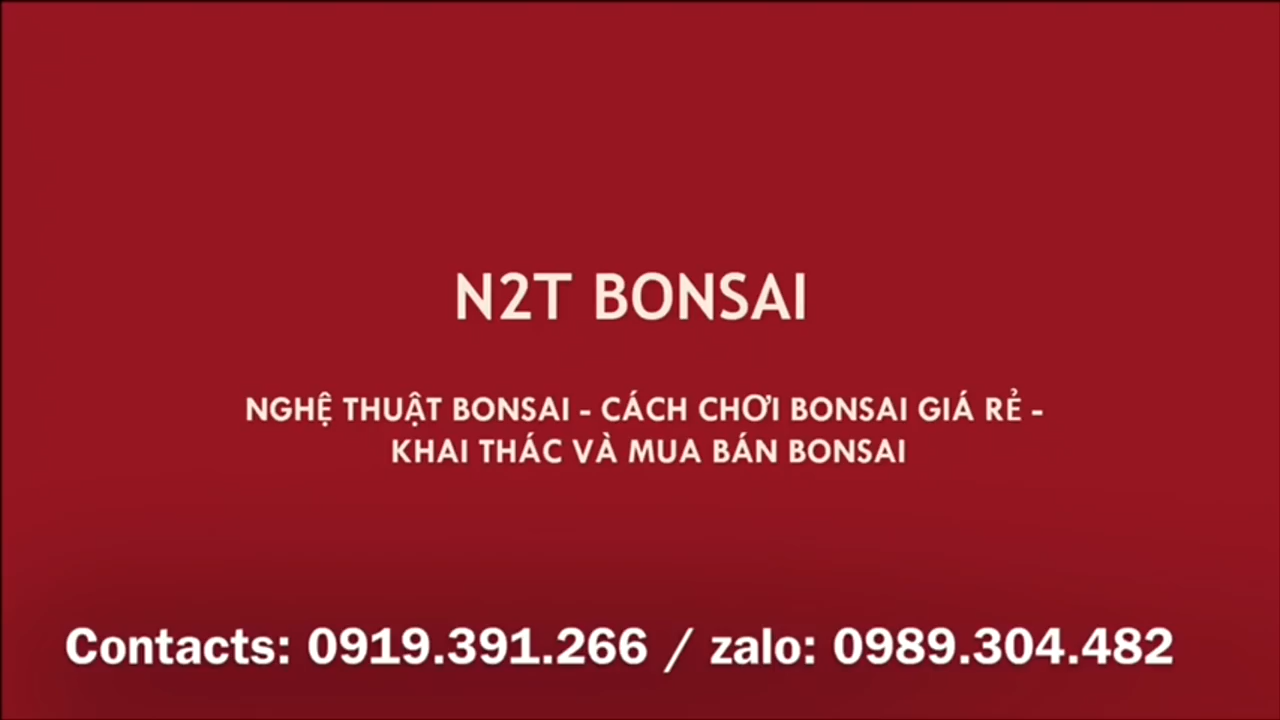 N2T BONSAI
NGHỆ THUẬT BONSAI - CÁCH CHƠI BONSAI GIÁ RẺ -
KHAI THÁC VÀ MUA BÁN BONSAI
Contacts: 0919.391.266 / zalo: 0989.304.482